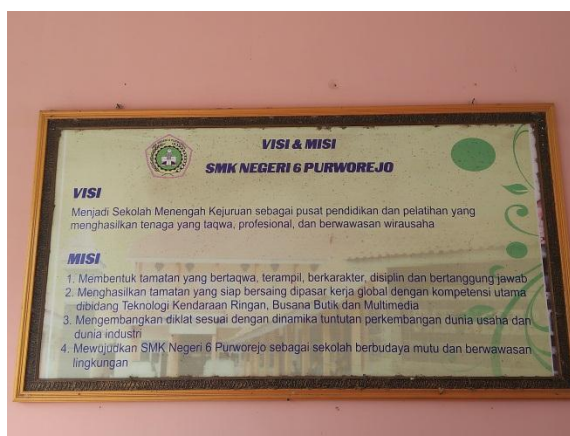 VISI & MISI
SMK NEGERI 6 PURWOREJO
VISI
Menjadi Sekolah Menengah Kejuruan sebagai pusat pendidikan dan pelatihan yang
menghasilkan tenaga yang taqwa, profesional, dan berwawasan wirausaha
MISI
1. Membentuk tamatan yang bertaqwa, terampil, berkarakter, disiplin dan bertanggung jawab
2. Menghasilkan tamatan yang siap bersaing dipasar kerja global dengan kompetensi utama
dibidang Teknologi Kendaraan Ringan, Busana Butik dan Multimedia
3. Mengembangkan diklat sesuai dengan dinamika tuntutan perkembangan dunia usaha dan
dunia industri
4. Mewujudkan SMK Negeri 6 Purworejo sebagai sekolah berbudaya mutu dan berwawasan
lingkungan